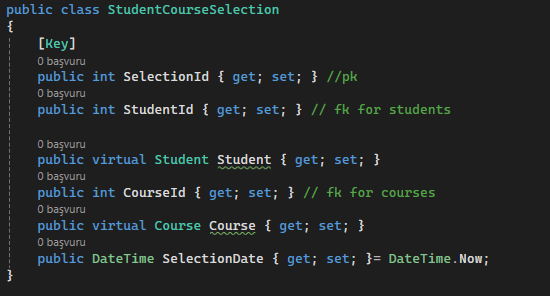 public class StudentCourseSelection
{
[Key]
0 başvuru
public int SelectionId { get; set; } //pk
0 başvuru
public int StudentId { get; set; } // fk for students
0 başvuru
public virtual Student Student { get; set; }
0 başvuru
public int CourseId { get; set; } // fk for courses
0 başvuru
public virtual Course Course { get; set; }
0 başvuru
public DateTime SelectionDate { get; set; }= DateTime.Now;
}